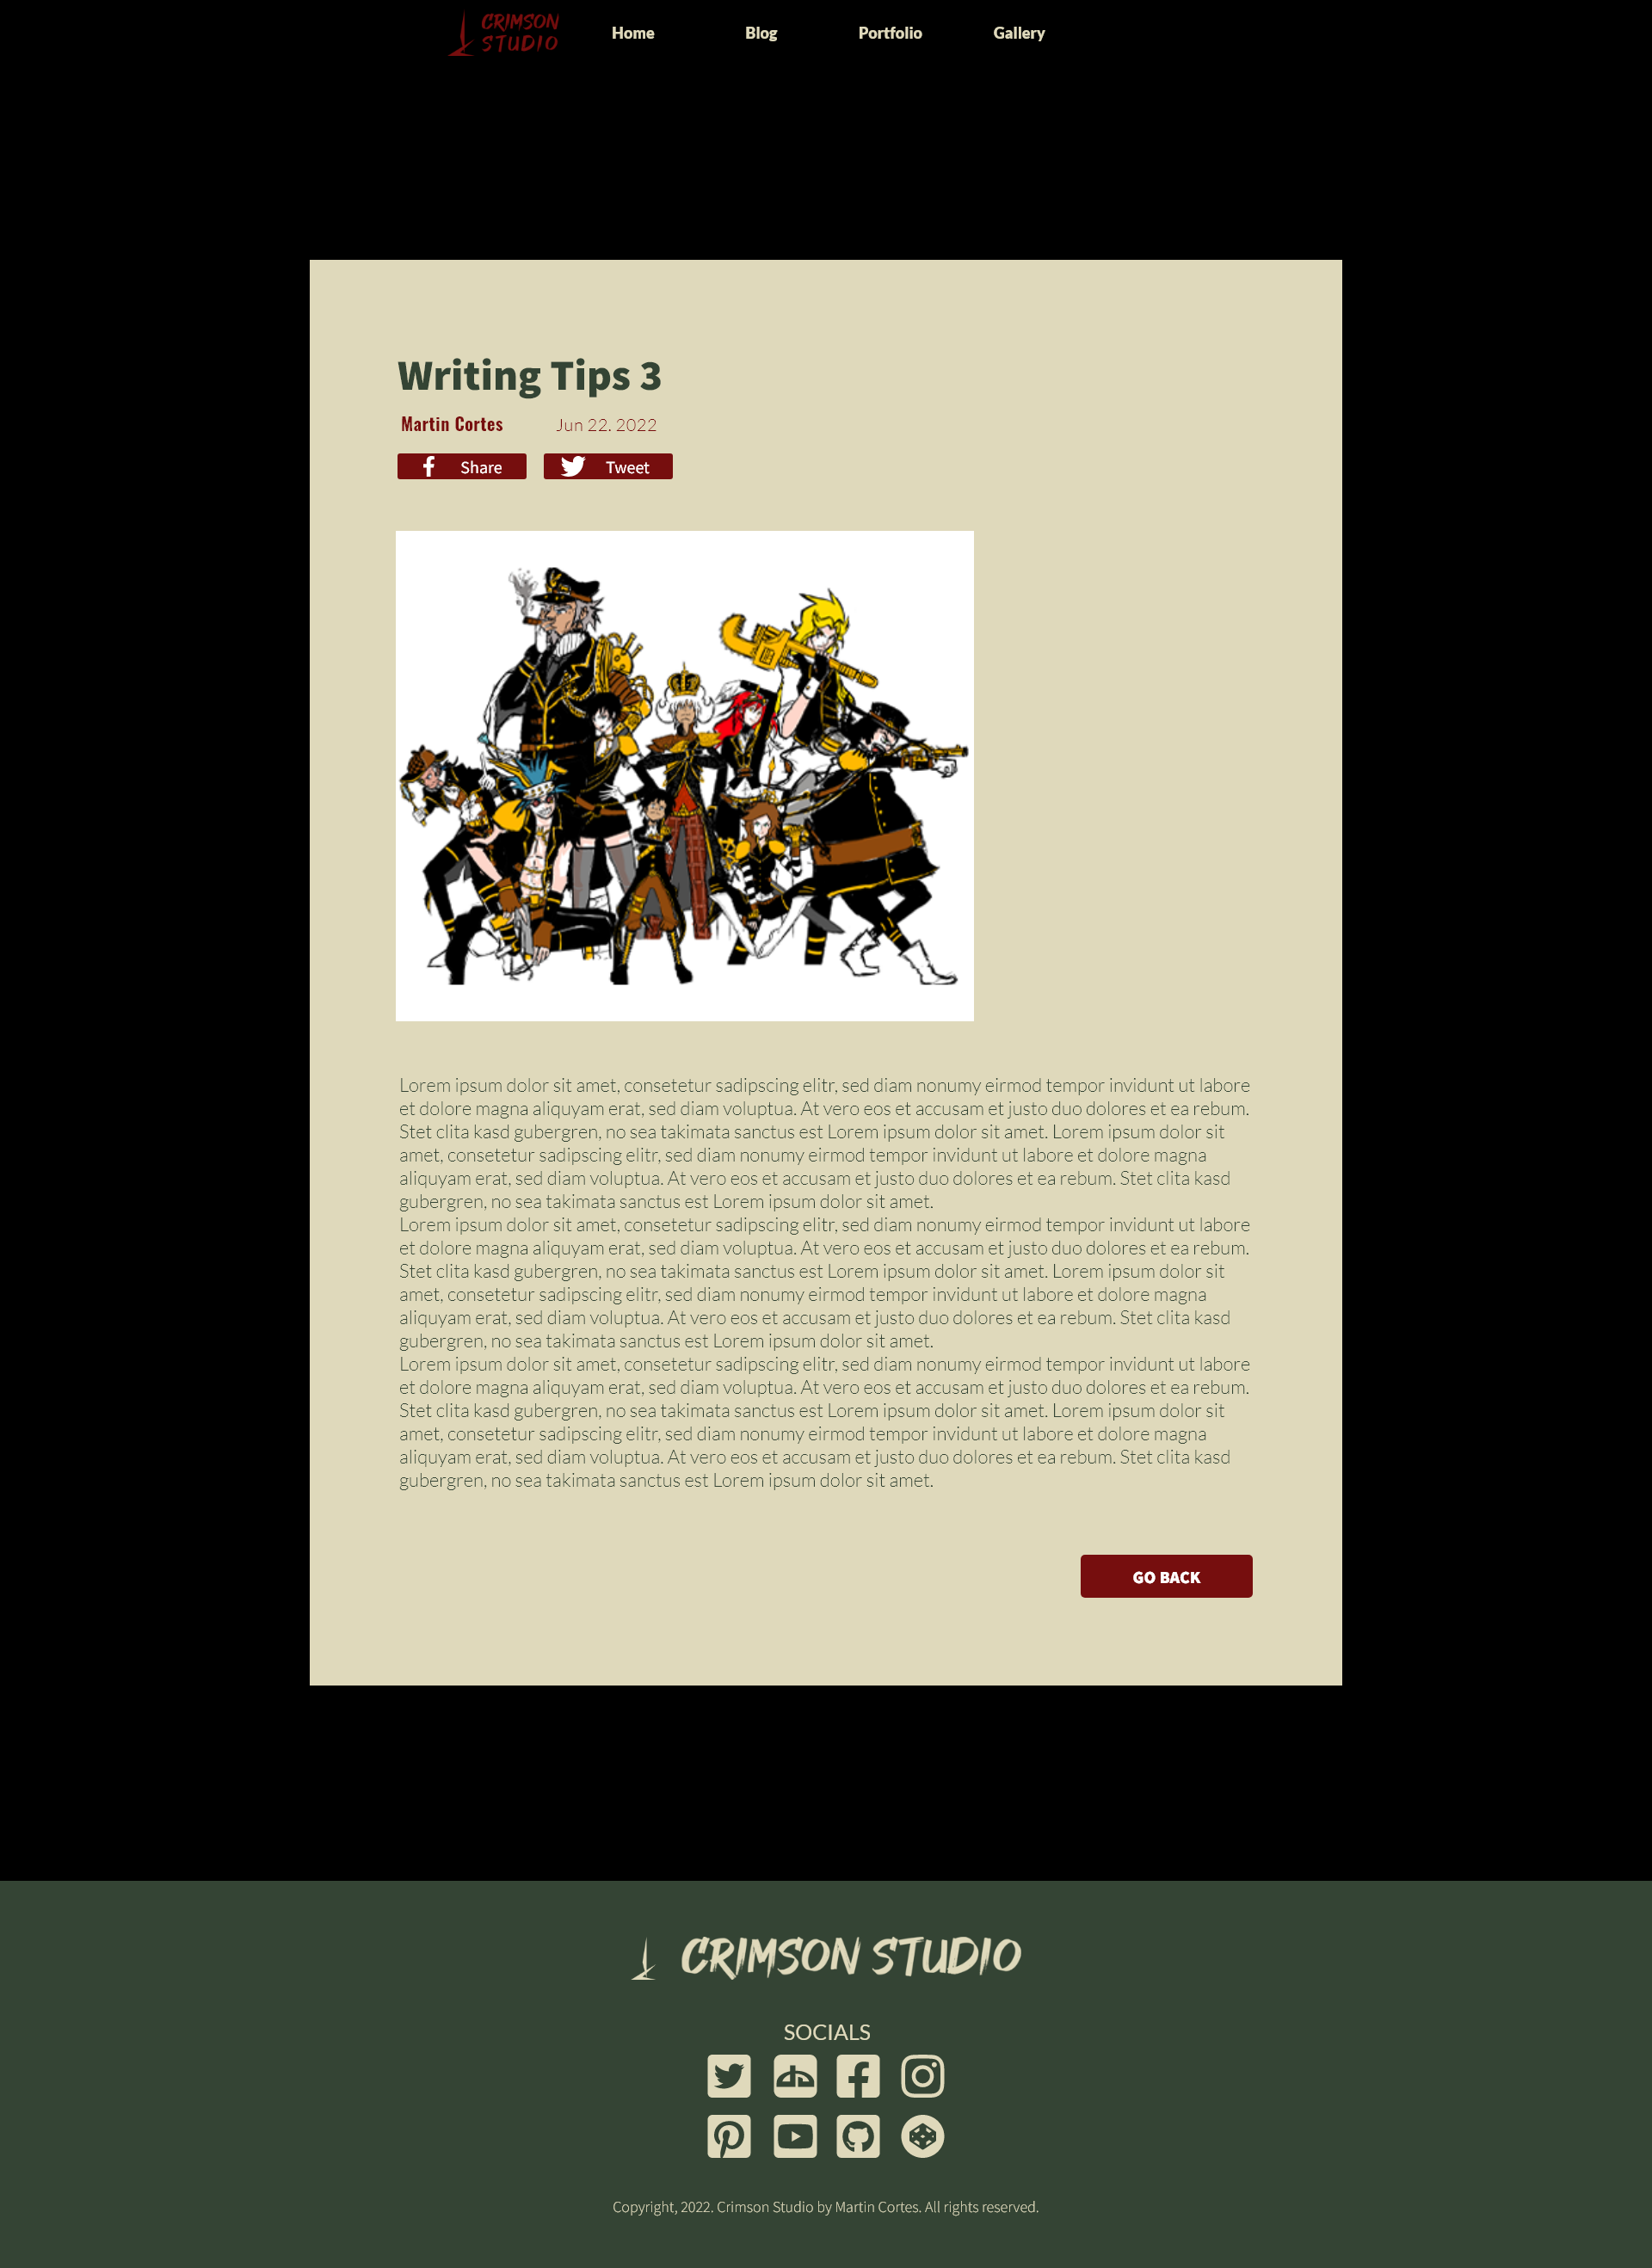 CRIMSON
STUDIO
Home Blog Portfolio Gallery
Writing Tips 3
Martin Cortes Jun 22. 2022
Share Tweet
Lorem ipsum dolor sit amet, consetetur sadipscing elitr, sed diam nonumy eirmod tempor invidunt ut labore
et dolore magna aliquyam erat, sed diam voluptua. At vero eos et accusam et justo duo dolores et ea rebum.
Stet clita kasd gubergren, no sea takimata sanctus est Lorem ipsum dolor sit amet. Lorem ipsum dolor sit
amet, consetetur sadipscing elitr, sed diam nonumy eirmod tempor invidunt ut labore et dolore magna
aliquyam erat, sed diam voluptua. At vero eos et accusam et justo duo dolores et ea rebum. Stet clita kasd
gubergren, no sea takimata sanctus est Lorem ipsum dolor sit amet.
Lorem ipsum dolor sit amet, consetetur sadipscing elitr, sed diam nonumy eirmod tempor invidunt ut labore
et dolore magna aliquyam erat, sed diam voluptua. At vero eos et accusam et justo duo dolores et ea rebum.
Stet clita kasd gubergren, no sea takimata sanctus est Lorem ipsum dolor sit amet. Lorem ipsum dolor sit
amet, consetetur sadipscing elitr, sed diam nonumy eirmod tempor invidunt ut labore et dolore magna
aliquyam erat, sed diam voluptua. At vero eos et accusam et justo duo dolores et ea rebum. Stet clita kasd
gubergren, no sea takimata sanctus est Lorem ipsum dolor sit amet.
Lorem ipsum dolor sit amet, consetetur sadipscing elitr, sed diam nonumy eirmod tempor invidunt ut labore
et dolore magna aliquyam erat, sed diam voluptua. At vero eos et accusam et justo duo dolores et ea rebum.
Stet clita kasd gubergren, no sea takimata sanctus est Lorem ipsum dolor sit amet. Lorem ipsum dolor sit
amet, consetetur sadipscing elitr, sed diam nonumy eirmod tempor invidunt ut labore et dolore magna
aliquyam erat, sed diam voluptua. At vero eos et accusam et justo duo dolores et ea rebum. Stet clita kasd
gubergren, no sea takimata sanctus est Lorem ipsum dolor sit amet.
GO BACK
CRIMSON STUDIO
SOCIALS
Copyright, 2022. Crimson Studio by Martin Cortes. All rights reserved.